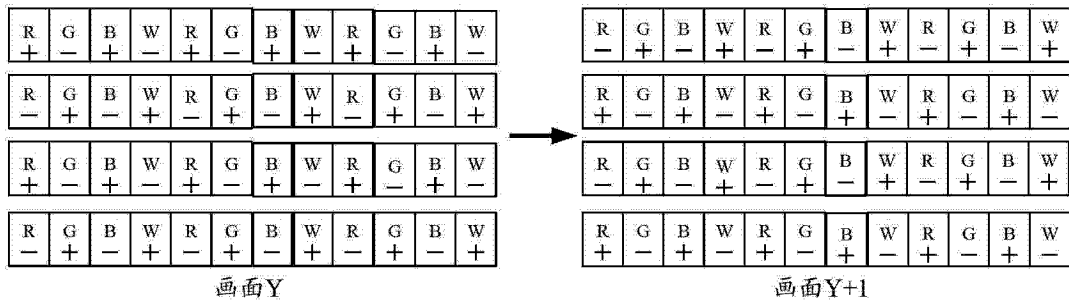 R G B W R G B W R G B W
+ − + − + − + − + − + −
R G B W R G B W R G B W
− + − + − + − + − + − +
R G B W R G B W R G B W
+ − + − + − + − + − + −
R G B W R G B W R G B W
− + − + − + − + − + − +
画面Y
R G B W R G B W R G B W
− + − + − + − + − + − +
R G B W R G B W R G B W
+ − + − + − + − + − + −
R G B W R G B W R G B W
− + − + − + − + − + − +
R G B W R G B W R G B W
+ − + − + − + − + − + −
画面Y+1